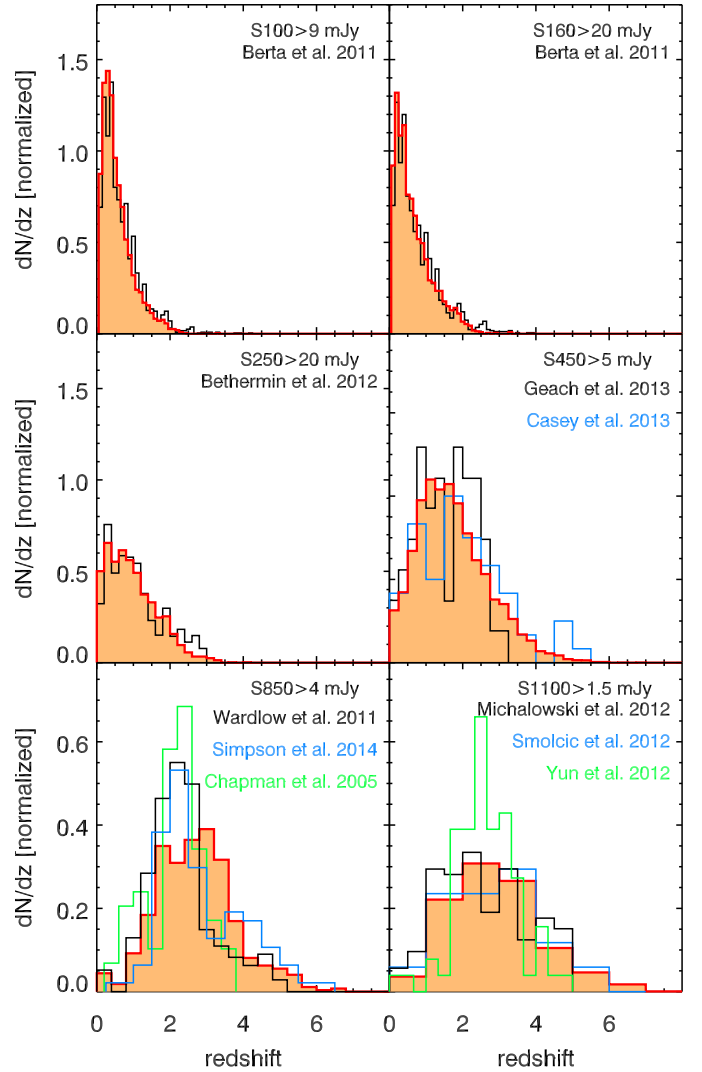 S100>9 mJy
Berta et al. 2011
S160>20 mJy
Berta et al. 2011
dN/dz [normalized]
1.5
1.0
0.5
0.0
S250>20 mJy
Bethermin et al. 2012
S450>5 mJy
Geach et al. 2013
Casey et al. 2013
dN/dz [normalized]
1.5
1.0
0.5
0.0
S850>4 mJy
Wardlow et al. 2011
Simpson et al. 2014
Chapman et al. 2005
S1100>1.5 mJy
Michalowski et al. 2012
Smolcic et al. 2012
Yun et al. 2012
dN/dz [normalized]
0.6
0.4
0.2
0.0
0 2 4 6
0 2 4 6
redshift
redshift